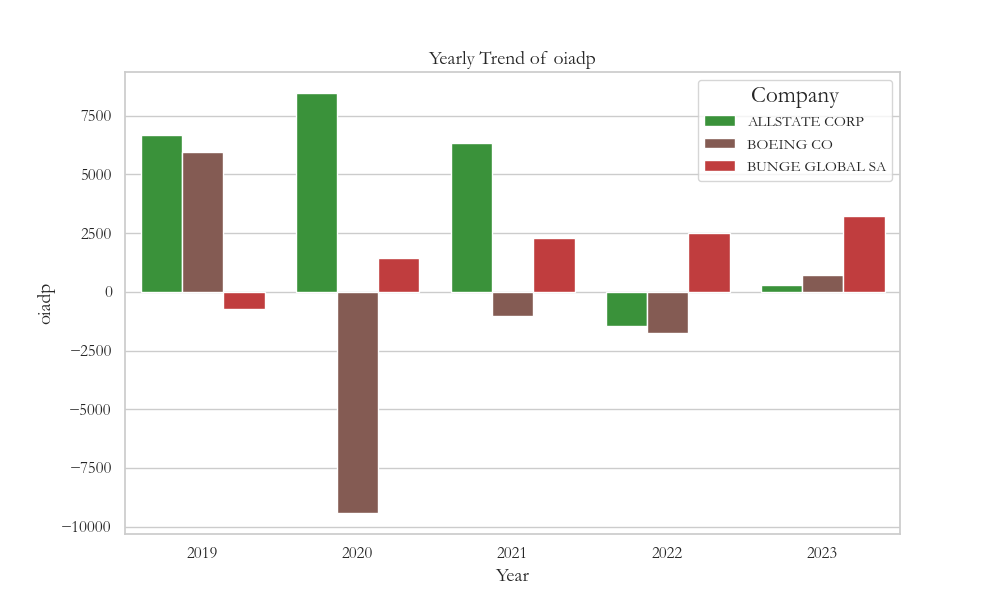 Yearly Trend of oiadp
Company
ALLSTATE CORP
BOEING CO
BUNGE GLOBAL SA
7500
5000
2500
0
−2500
−5000
−7500
−10000
oiadp
2019 2020 2021 2022 2023
Year